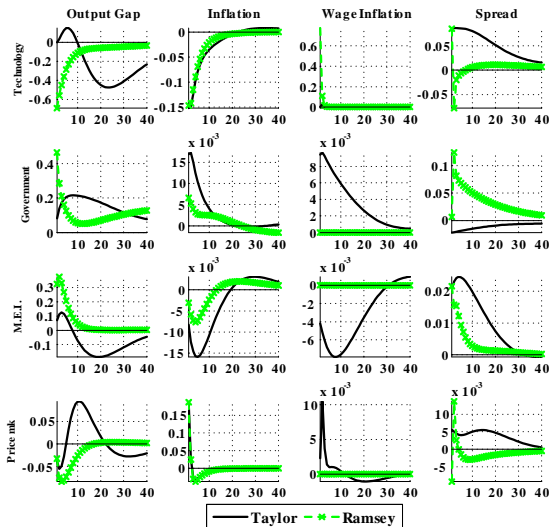 Output Gap
Inflation
Wage Inflation
Spread
Technology
0
-0.2
-0.4
-0.6
10 20 30 40
0
-0.05
-0.1
-0.15
10 20 30 40
0.6
0.4
0.2
0
10 20 30 40
0.05
0
-0.05
10 20 30 40
Government
0.4
0.2
0
10 20 30 40
x 10⁻³
15
10
5
0
10 20 30 40
x 10⁻³
8
6
4
2
0
10 20 30 40
0.1
0.05
0
10 20 30 40
M.E.I.
0.3
0.2
0.1
0
-0.1
10 20 30 40
x 10⁻³
0
-5
-10
-15
10 20 30 40
x 10⁻³
0
-2
-4
-6
10 20 30 40
0.02
0.01
0
10 20 30 40
Price mk
0.05
0
-0.05
10 20 30 40
0.15
0.1
0.05
0
10 20 30 40
x 10⁻³
10
5
0
10 20 30 40
x 10⁻³
10
5
0
-5
10 20 30 40
Taylor Ramsey